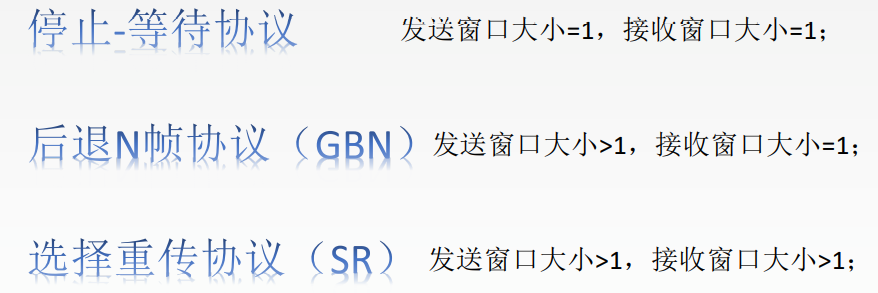 停止-等待协议 发送窗口大小=1，接收窗口大小=1；
后退N帧协议（GBN）发送窗口大小>1，接收窗口大小=1；
选择重传协议（SR） 发送窗口大小>1，接收窗口大小>1；